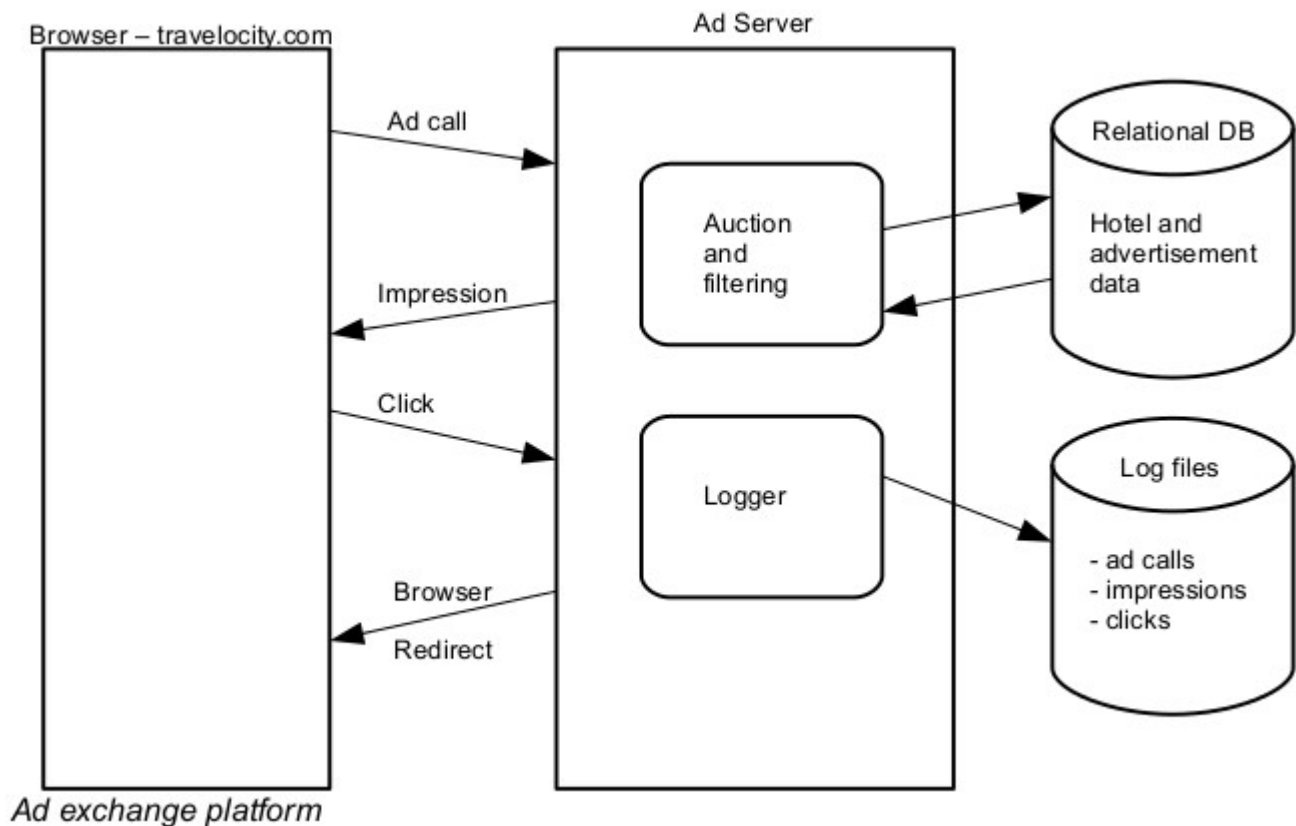 Browser – travelocity.com
Ad Server
Ad call
Impression
Click
Browser
Redirect
Auction
and
filtering
Logger
Relational DB
Hotel and
advertisement
data
Log files
- ad calls
- impressions
- clicks
Ad exchange platform